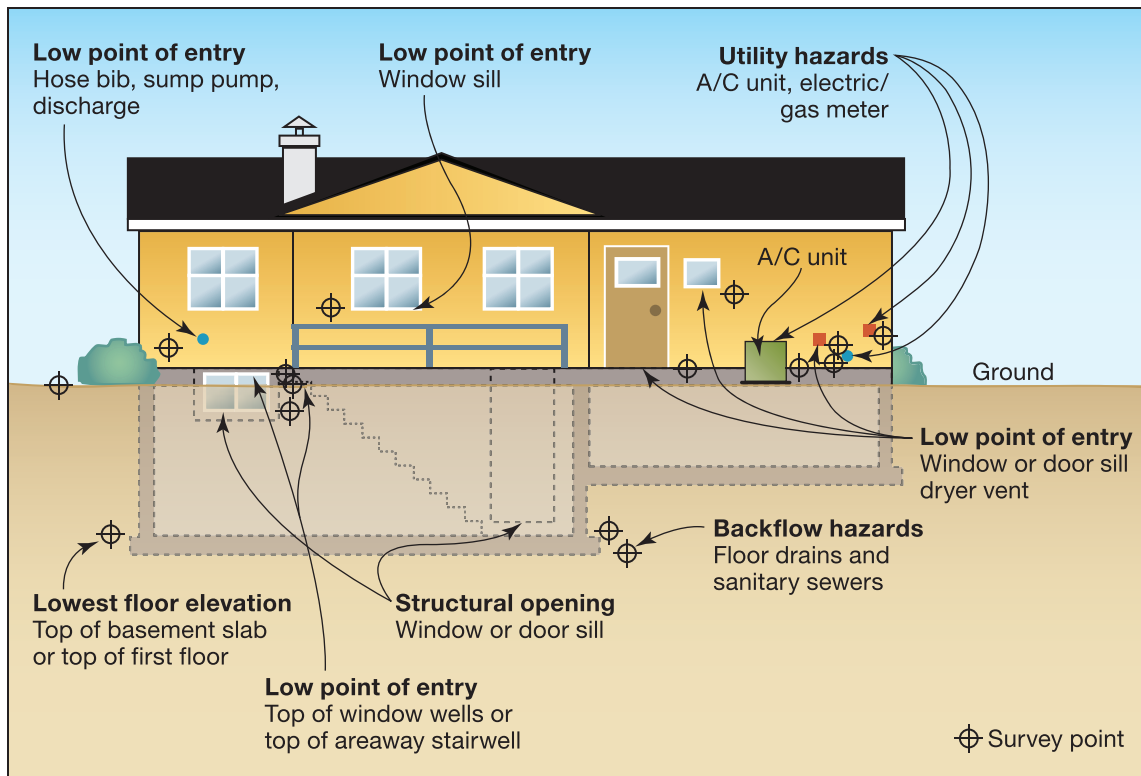 Low point of entry
Hose bib, sump pump,
discharge
Low point of entry
Window sill
Utility hazards
A/C unit, electric/
gas meter
A/C unit
Ground
Low point of entry
Window or door sill
dryer vent
Backflow hazards
Floor drains and
sanitary sewers
Lowest floor elevation
Top of basement slab
or top of first floor
Structural opening
Window or door sill
Low point of entry
Top of window wells or
top of areaway stairwell
Survey point